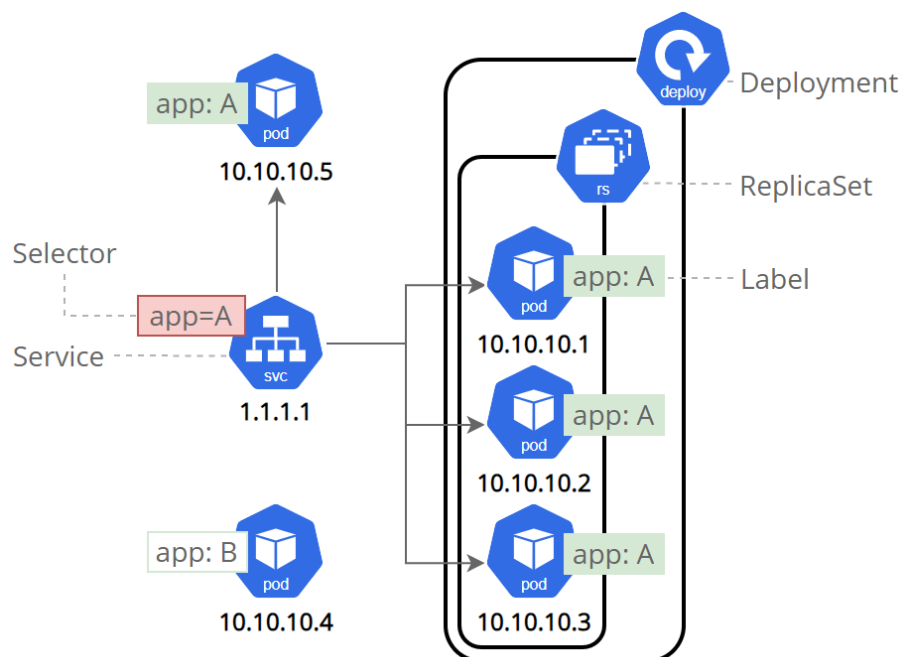 deploy
Deployment
app: A
pod
10.10.10.5
rs
ReplicaSet
Selector
app=A
Service
svc
1.1.1.1
pod
app: A
Label
10.10.10.1
pod
app: A
10.10.10.2
app: B
pod
10.10.10.4
pod
app: A
10.10.10.3